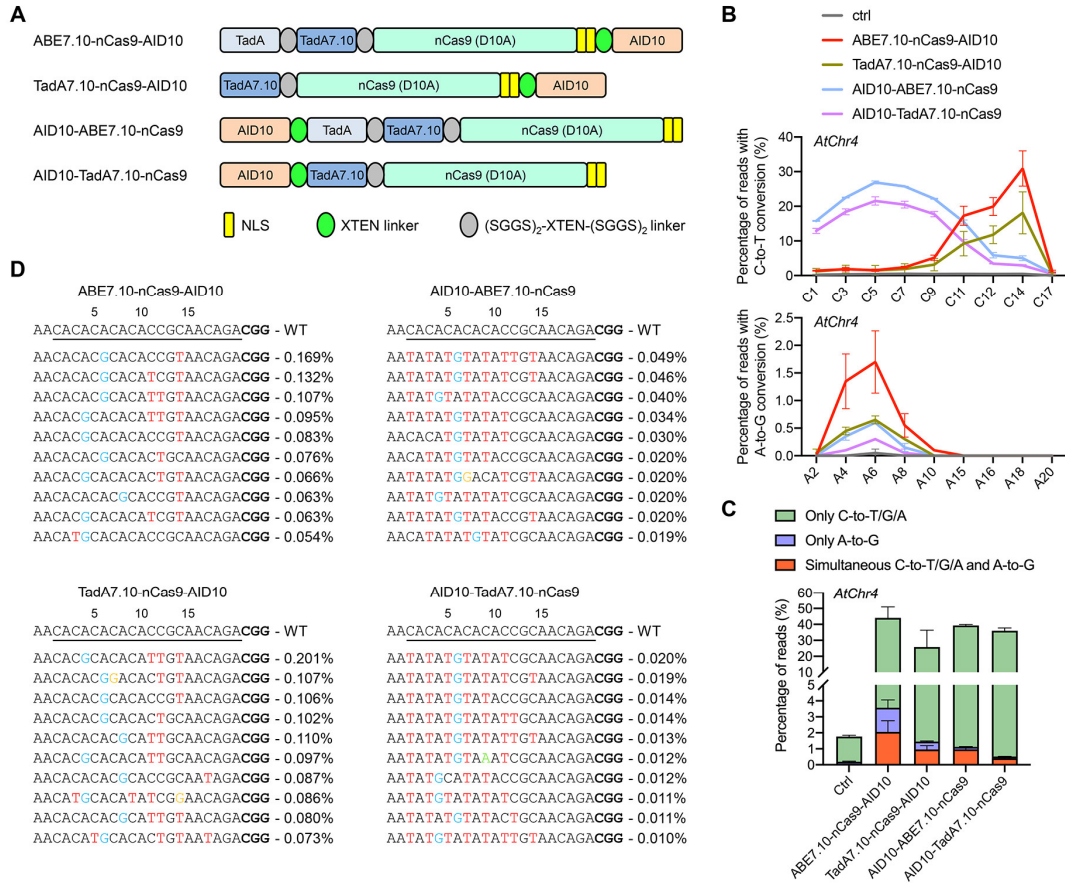 A
ABE7.10-nCas9-AID10
TadA TadA7.10 nCas9 (D10A) AID10
TadA7.10-nCas9-AID10
TadA7.10 nCas9 (D10A) AID10
AID10-ABE7.10-nCas9
AID10 TadA TadA7.10 nCas9 (D10A)
AID10-TadA7.10-nCas9
AID10 TadA7.10 nCas9 (D10A)
NLS XTEN linker (SGGS)2-XTEN-(SGGS)2 linker
B
ctrl
ABE7.10-nCas9-AID10
TadA7.10-nCas9-AID10
AID10-ABE7.10-nCas9
AID10-TadA7.10-nCas9
AtChr4
Percentage of reads with
C-to-T conversion (%)
40
30
20
10
0
C1 C3 C5 C7 C9 C11 C12 C14 C17
AtChr4
Percentage of reads with
A-to-G conversion (%)
2.5
2.0
1.5
1.0
0.5
0.0
A2 A4 A6 A8 A10 A15 A16 A18 A20
C
Only C-to-T/G/A
Only A-to-G
Simultaneous C-to-T/G/A and A-to-G
AtChr4
Percentage of reads (%)
60
50
40
30
20
10
5
4
3
2
1
0
Ctrl
ABE7.10-nCas9-AID10
TadA7.10-nCas9-AID10
AID10-ABE7.10-nCas9
AID10-TadA7.10-nCas9
D
ABE7.10-nCas9-AID10
5 10 15
AACACACACACACCGCAACAGACGG - WT
AACACACGCACACCGTAACAGACGG - 0.169%
AACACACGCACATCGTAACAGACGG - 0.132%
AACACACGCACATTGTAACAGACGG - 0.107%
AACACGCACACATTGTAACAGACGG - 0.095%
AACACGCACACACCGTAACAGACGG - 0.083%
AACACACGCACACTGCAACAGACGG - 0.076%
AACACGCACACACTGTAACAGACGG - 0.066%
AACACACACGCACCGTAACAGACGG - 0.063%
AACACGCACACATCGTAACAGACGG - 0.063%
AACATGCACACACCGTAACAGACGG - 0.054%
AID10-ABE7.10-nCas9
5 10 15
AACACACACACACCGCAACAGACGG - WT
AATATATGTATATTGTAACAGACGG - 0.049%
AATATATGTATATCGTAACAGACGG - 0.046%
AATATGTATATACCGCAACAGACGG - 0.040%
AATATATGTATATCGCAACAGACGG - 0.034%
AACACATGTATACCGCAACAGACGG - 0.030%
AATATATGTATACCGCAACAGACGG - 0.020%
AATATATGGACATCGTAACAGACGG - 0.020%
AATATGTATATATCGCAACAGACGG - 0.020%
AATATATGTATACCGTAACAGACGG - 0.020%
AACATATATGTATCGCAACAGACGG - 0.019%
TadA7.10-nCas9-AID10
5 10 15
AACACACACACACCGCAACAGACGG - WT
AACACGCACACATTGTAACAGACGG - 0.201%
AACACACGGACACTGTAACAGACGG - 0.107%
AACACACGCACACCGTAACAGACGG - 0.106%
AACACACGCACACTGCAACAGACGG - 0.102%
AACACACACGCACTGTAACAGACGG - 0.110%
AACACGCACACATTGCAACAGACGG - 0.097%
AACACACACGCACCGCAATAGACGG - 0.087%
AACATGCACATATCGGAACAGACGG - 0.086%
AACACACACGCATTGTAACAGACGG - 0.080%
AACACATGCACACTGTAATAGACGG - 0.073%
AID10-TadA7.10-nCas9
5 10 15
AACACACACACACCGCAACAGACGG - WT
AATATATGTATATCGCAACAGACGG - 0.020%
AATATATGTATATCGTAACAGACGG - 0.019%
AATATATGTATACCGCAACAGACGG - 0.014%
AATATATGTATATTGCAACAGACGG - 0.014%
AATATATGTATATTGTAACAGACGG - 0.013%
AATATATGTAAATCGCAACAGACGG - 0.012%
AATATGCATATACCGCAACAGACGG - 0.012%
AATATGTATATATCGCAACAGACGG - 0.011%
AATATATGTATACTGCAACAGACGG - 0.011%
AATATGTATATATTGCAACAGACGG - 0.010%